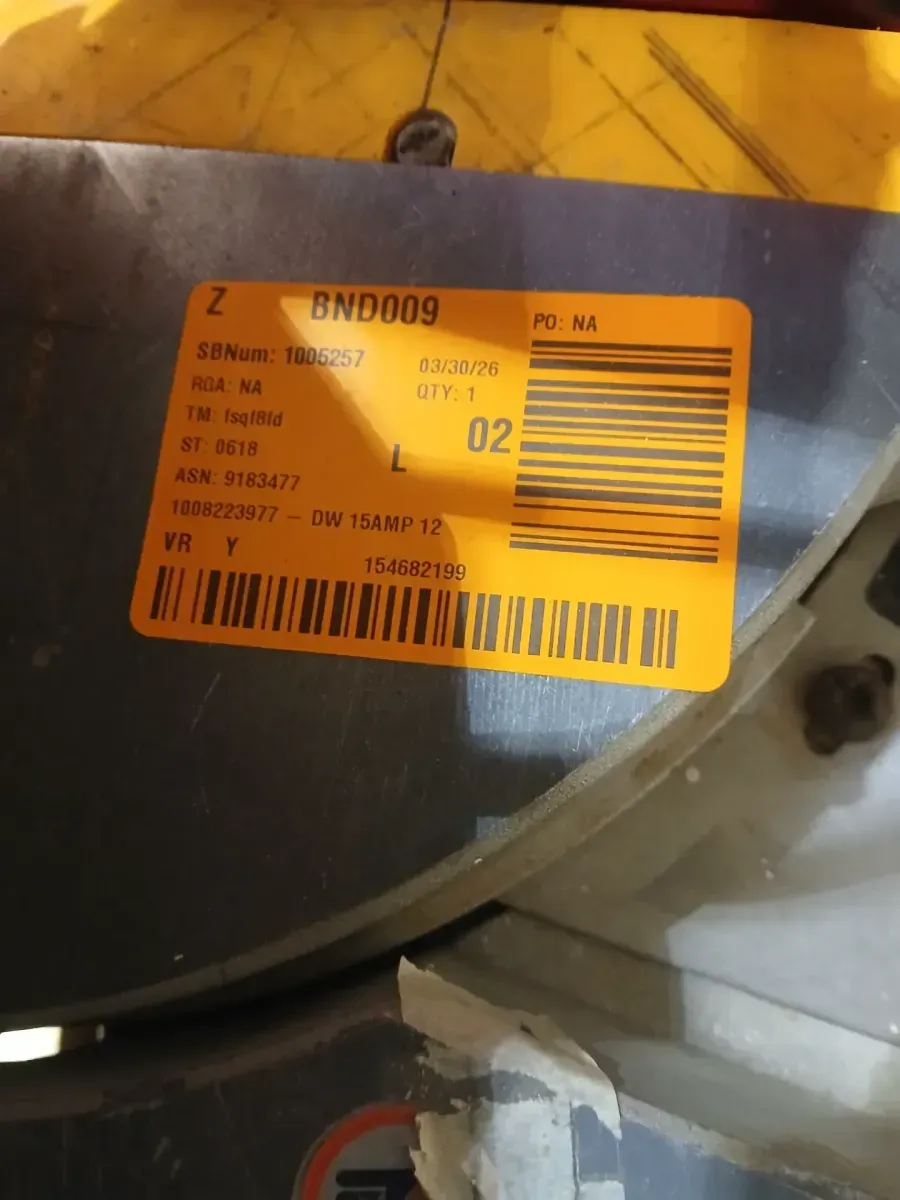 Z BND009 PO: NA
SBNum: 1005257 03/30/26
RGA: NA QTY: 1
TM: fsqf8fd
ST: 0618 L 02
ASN: 9183477
1008223977 – DW 15AMP 12
VR Y
154682199